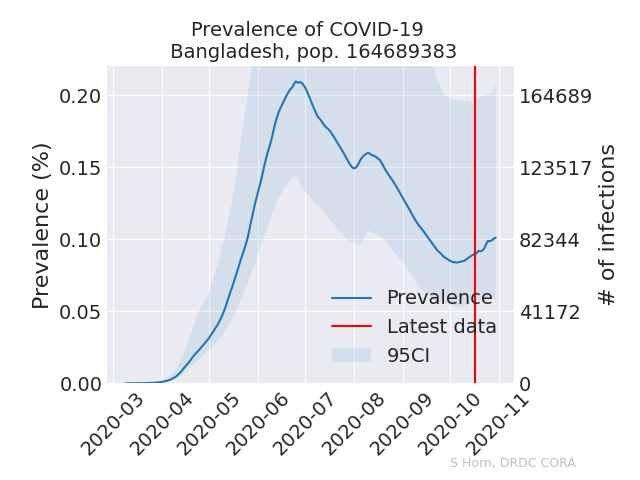 Prevalence of COVID-19
Bangladesh, pop. 164689383
Prevalence (%)
0.20
0.15
0.10
0.05
0.00
164689
123517
82344
41172
0
# of infections
Prevalence
Latest data
95CI
2020-03
2020-04
2020-05
2020-06
2020-07
2020-08
2020-09
2020-10
2020-11
S Horn, DRDC CORA